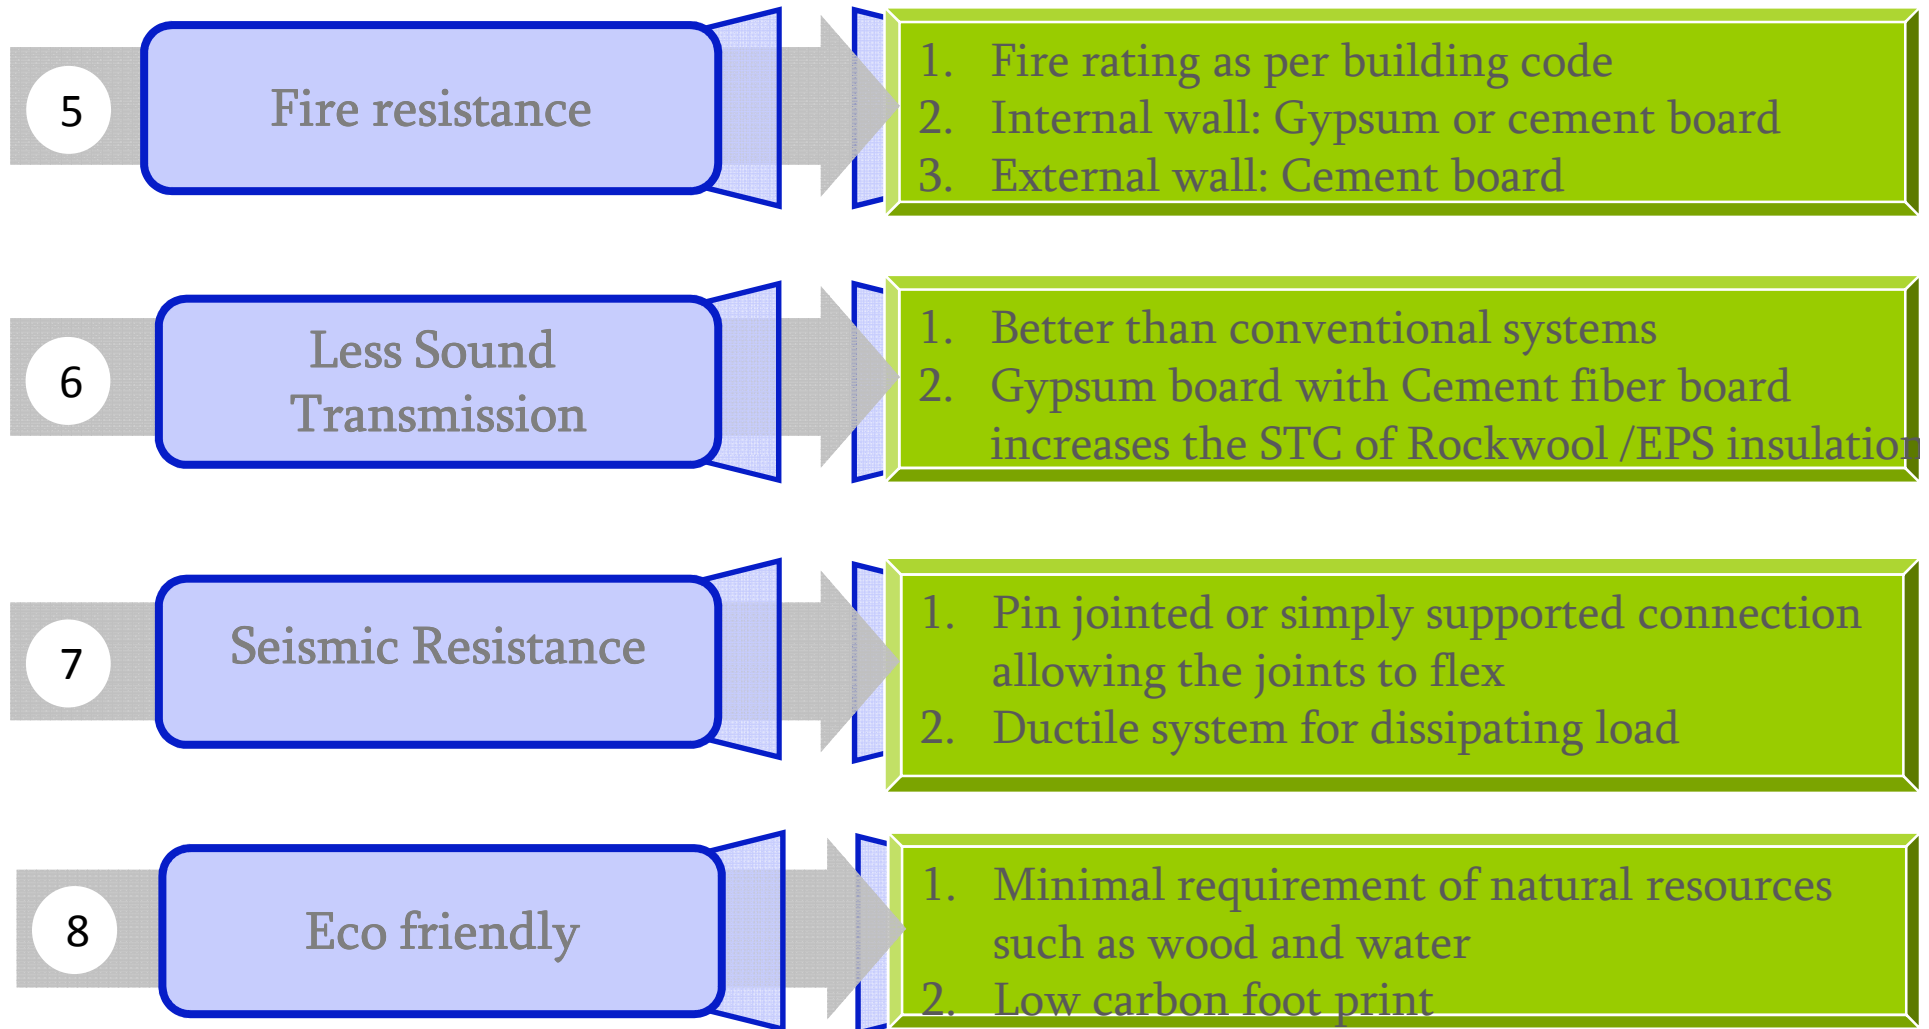 5
Fire resistance
1. Fire rating as per building code
2. Internal wall: Gypsum or cement board
3. External wall: Cement board
6
Less Sound
Transmission
1. Better than conventional systems
2. Gypsum board with Cement fiber board
increases the STC of Rockwool /EPS insulation
7
Seismic Resistance
1. Pin jointed or simply supported connection
allowing the joints to flex
2. Ductile system for dissipating load
8
Eco friendly
1. Minimal requirement of natural resources
such as wood and water
2. Low carbon foot print